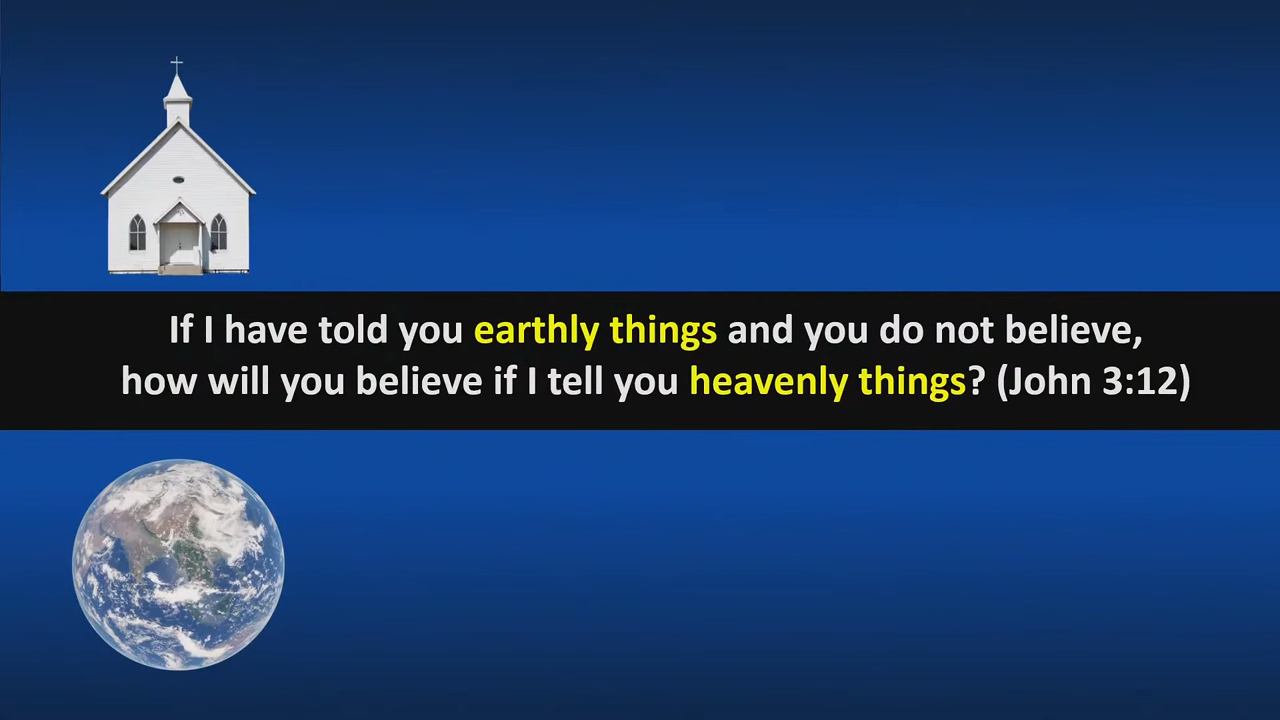 If I have told you earthly things and you do not believe,
how will you believe if I tell you heavenly things? (John 3:12)